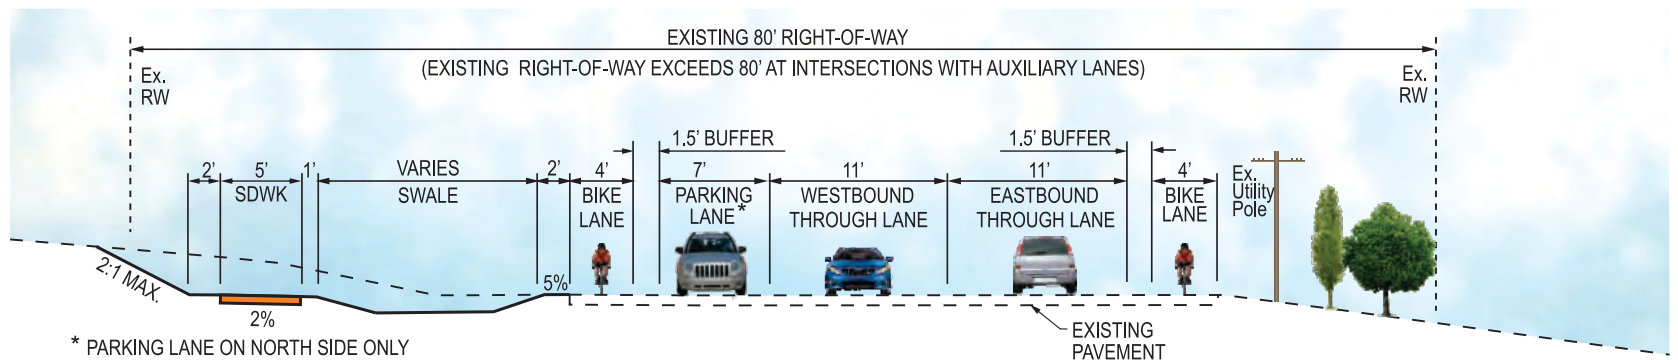 EXISTING 80’ RIGHT-OF-WAY
(EXISTING RIGHT-OF-WAY EXCEEDS 80’ AT INTERSECTIONS WITH AUXILIARY LANES)
Ex.
RW
Ex.
RW
1.5’ BUFFER
1.5’ BUFFER
2’
5’
SDWK
1’
VARIES
SWALE
2’
4’
BIKE
LANE
7’
PARKING
LANE*
11’
WESTBOUND
THROUGH LANE
11’
EASTBOUND
THROUGH LANE
4’
BIKE
LANE
Ex.
Utility
Pole
2:1 MAX.
2%
5%
EXISTING
PAVEMENT
* PARKING LANE ON NORTH SIDE ONLY